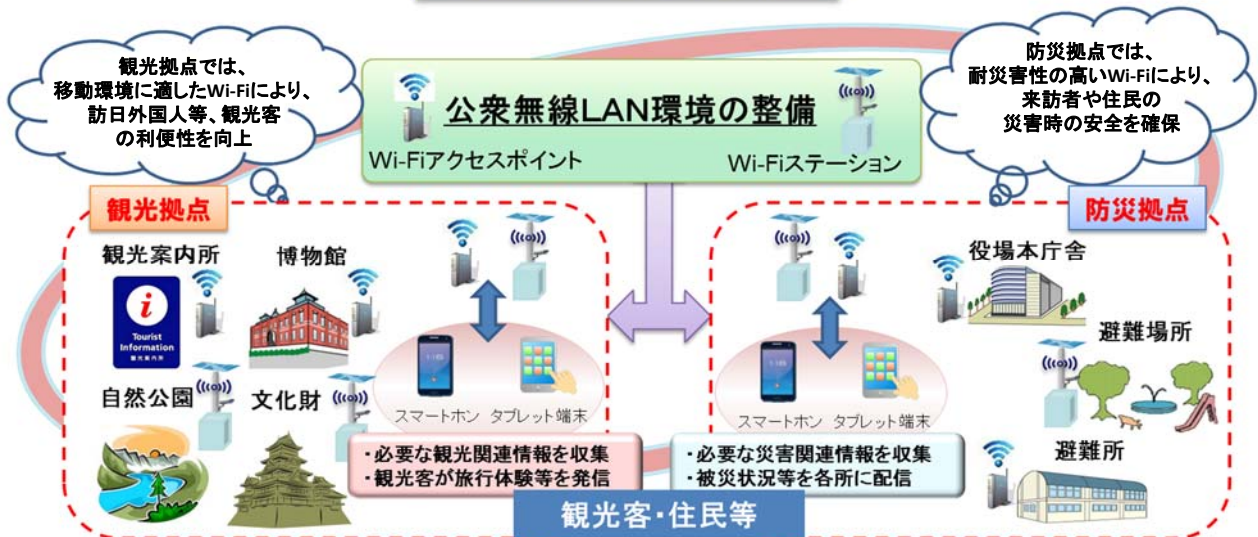 観光拠点では、
移動環境に適したWi-Fiにより、
訪日外国人等、観光客
の利便性を向上
公衆無線LAN環境の整備
Wi-Fiアクセスポイント
Wi-Fiステーション
防災拠点では、
耐災害性の高いWi-Fiにより、
来訪者や住民の
災害時の安全を確保
観光拠点
観光案内所
博物館
i
Tourist
Information
観光案内所
自然公園
文化財
スマートホン タブレット端末
・必要な観光関連情報を収集
・観光客が旅行体験等を発信
防災拠点
役場本庁舎
避難場所
避難所
スマートホン タブレット端末
・必要な災害関連情報を収集
・被災状況等を各所に配信
観光客・住民等